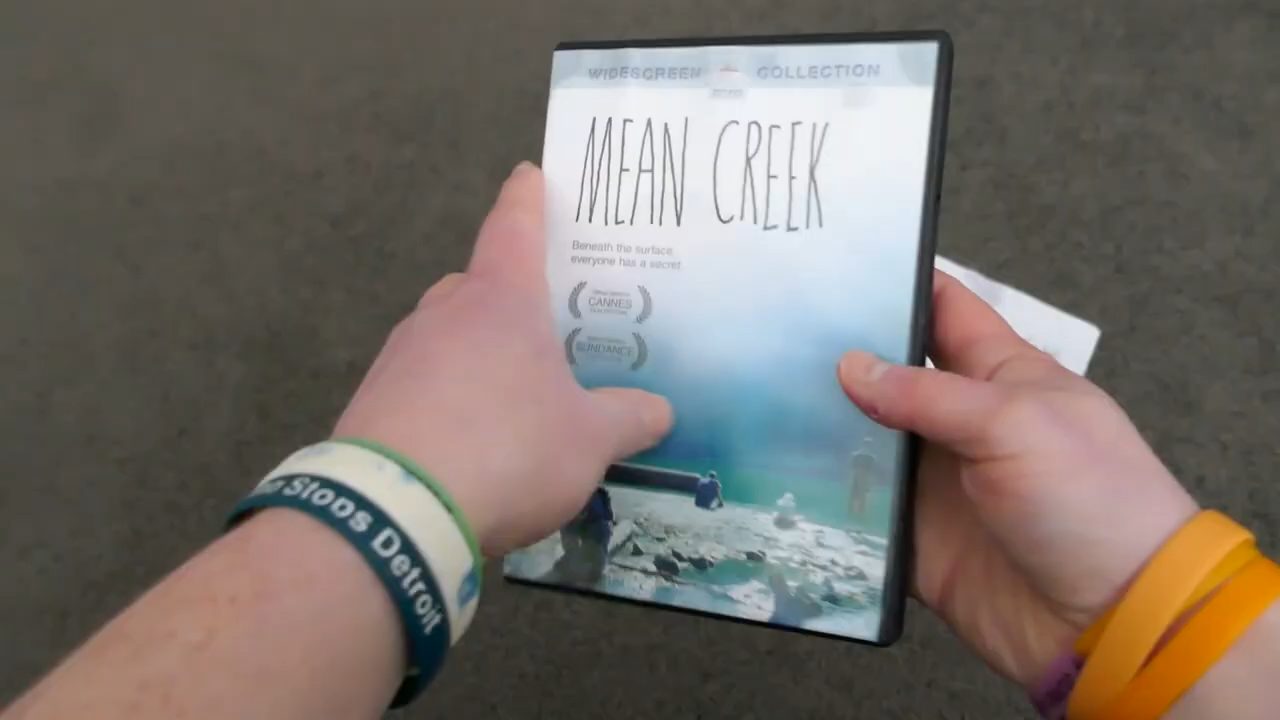 WIDESCREEN COLLECTION
MEAN CREEK
Beneath the surface
everyone has a secret
CANNES
SUNDANCE
Stops Detroit